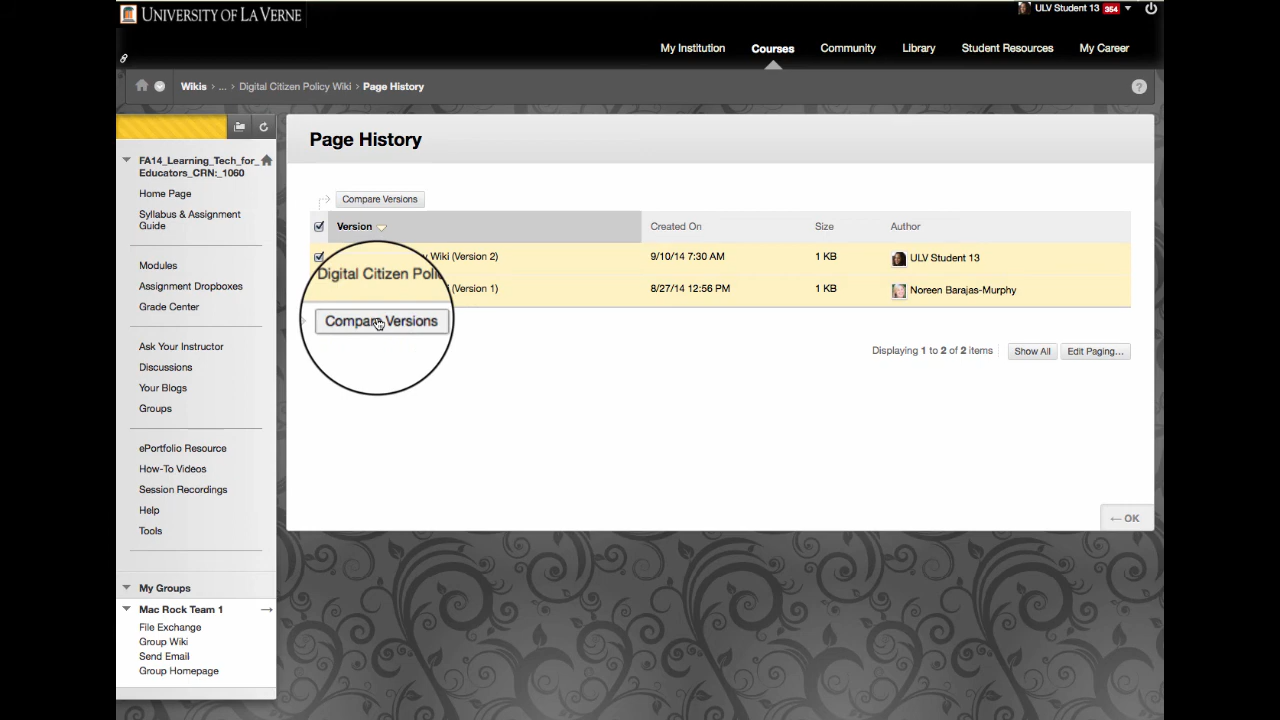 UNIVERSITY OF LA VERNE
ULV Student 13 354
My Institution Courses Community Library Student Resources My Career
Wikis › ... › Digital Citizen Policy Wiki › Page History
?
FA14_Learning_Tech_for_
Educators_CRN:_1060
Home Page
Syllabus & Assignment
Guide
Modules
Assignment Dropboxes
Grade Center
Ask Your Instructor
Discussions
Your Blogs
Groups
ePortfolio Resource
How-To Videos
Session Recordings
Help
Tools
My Groups
Mac Rock Team 1
File Exchange
Group Wiki
Send Email
Group Homepage
Page History
Compare Versions
Version Created On Size Author
Wiki (Version 2) 9/10/14 7:30 AM 1 KB ULV Student 13
Digital Citizen
(Version 1) 8/27/14 12:56 PM 1 KB Noreen Barajas-Murphy
Compare Versions
Displaying 1 to 2 of 2 items Show All Edit Paging...
← OK